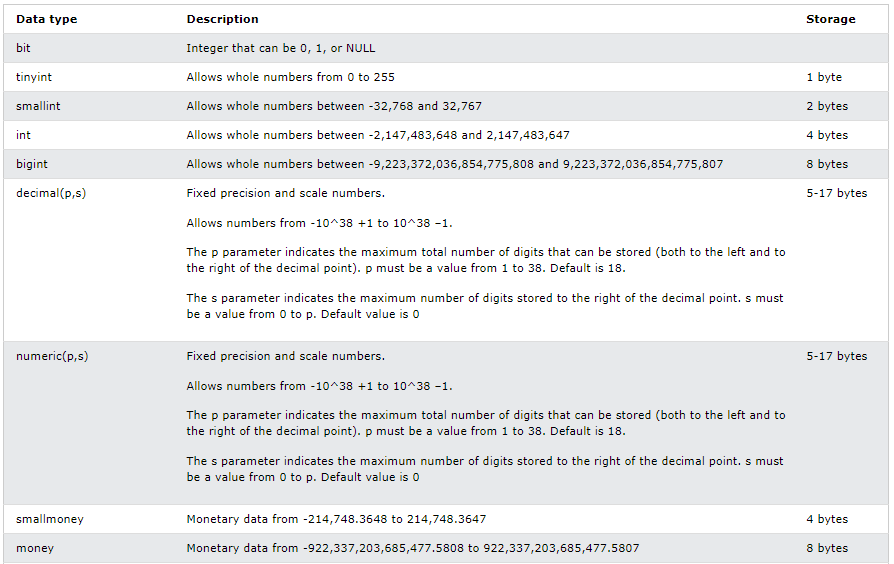 Data type Description Storage
bit Integer that can be 0, 1, or NULL
tinyint Allows whole numbers from 0 to 255 1 byte
smallint Allows whole numbers between -32,768 and 32,767 2 bytes
int Allows whole numbers between -2,147,483,648 and 2,147,483,647 4 bytes
bigint Allows whole numbers between -9,223,372,036,854,775,808 and 9,223,372,036,854,775,807 8 bytes
decimal(p,s) Fixed precision and scale numbers. 5-17 bytes
Allows numbers from -10^38 +1 to 10^38 –1.
The p parameter indicates the maximum total number of digits that can be stored (both to the left and to
the right of the decimal point). p must be a value from 1 to 38. Default is 18.
The s parameter indicates the maximum number of digits stored to the right of the decimal point. s must
be a value from 0 to p. Default value is 0
numeric(p,s) Fixed precision and scale numbers. 5-17 bytes
Allows numbers from -10^38 +1 to 10^38 –1.
The p parameter indicates the maximum total number of digits that can be stored (both to the left and to
the right of the decimal point). p must be a value from 1 to 38. Default is 18.
The s parameter indicates the maximum number of digits stored to the right of the decimal point. s must
be a value from 0 to p. Default value is 0
smallmoney Monetary data from -214,748.3648 to 214,748.3647 4 bytes
money Monetary data from -922,337,203,685,477.5808 to 922,337,203,685,477.5807 8 bytes